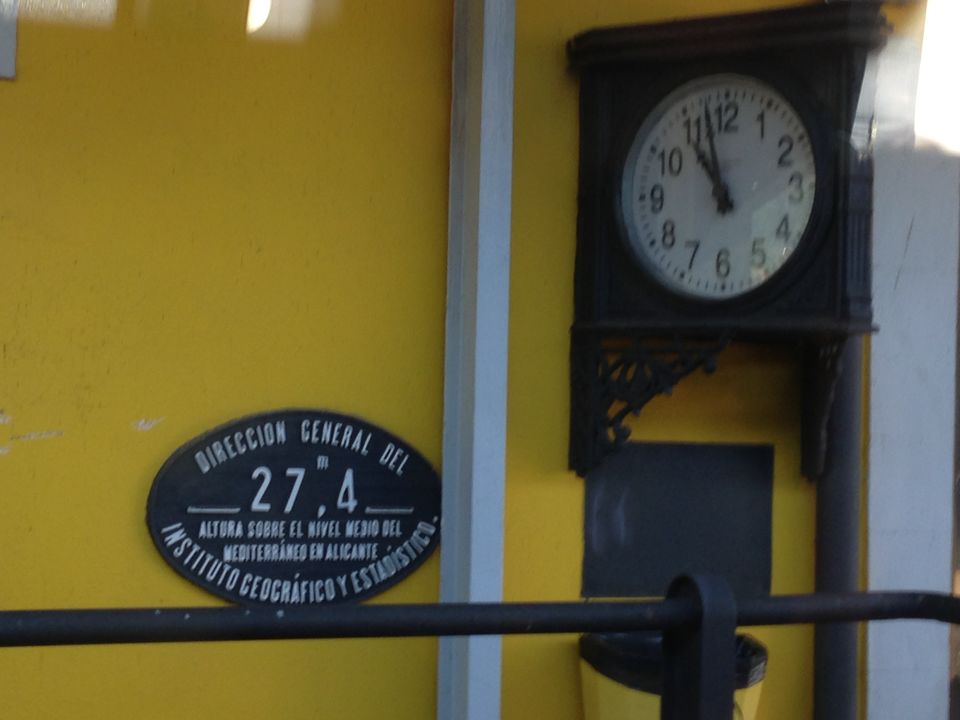 DIRECCION GENERAL DEL
27,4 m
ALTURA SOBRE EL NIVEL MEDIO DEL
MEDITERRÁNEO EN ALICANTE
INSTITUTO GEOGRÁFICO Y ESTADÍSTICO.
12
1
2
3
4
5
6
7
8
9
10
11